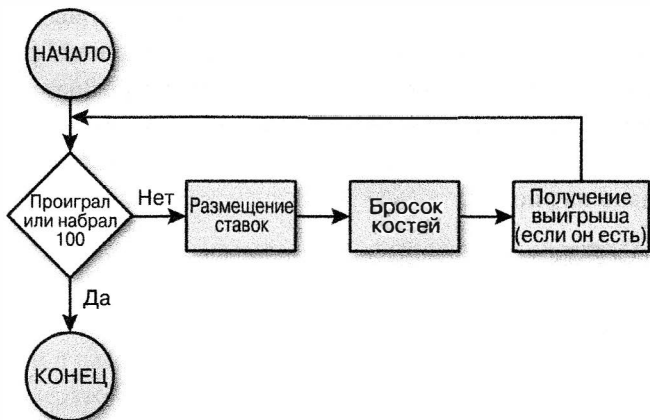 НАЧАЛО
Проиграл
или набрал
100
Нет
Размещение
ставок
Бросок
костей
Получение
выигрыша
(если он есть)
Да
КОНЕЦ